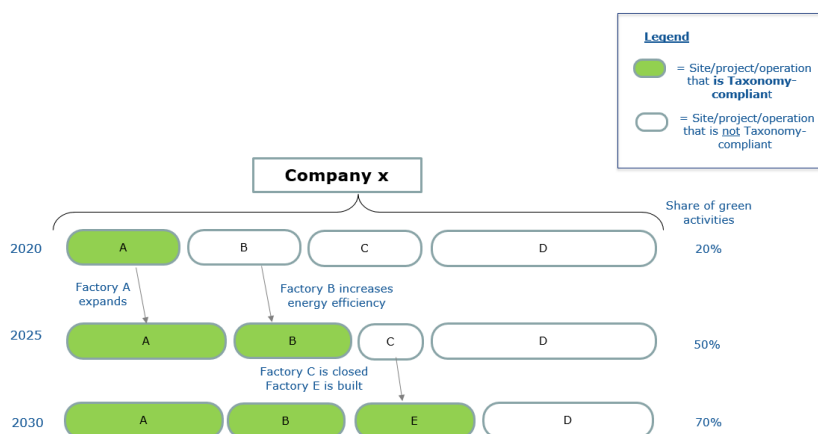 Legend
= Site/project/operation
that is Taxonomy-
compliant
= Site/project/operation
that is not Taxonomy-
compliant
Company x
Share of green
activities
2020
A
B
C
D
20%
Factory A
expands
Factory B increases
energy efficiency
2025
A
B
C
D
50%
Factory C is closed
Factory E is built
2030
A
B
E
D
70%